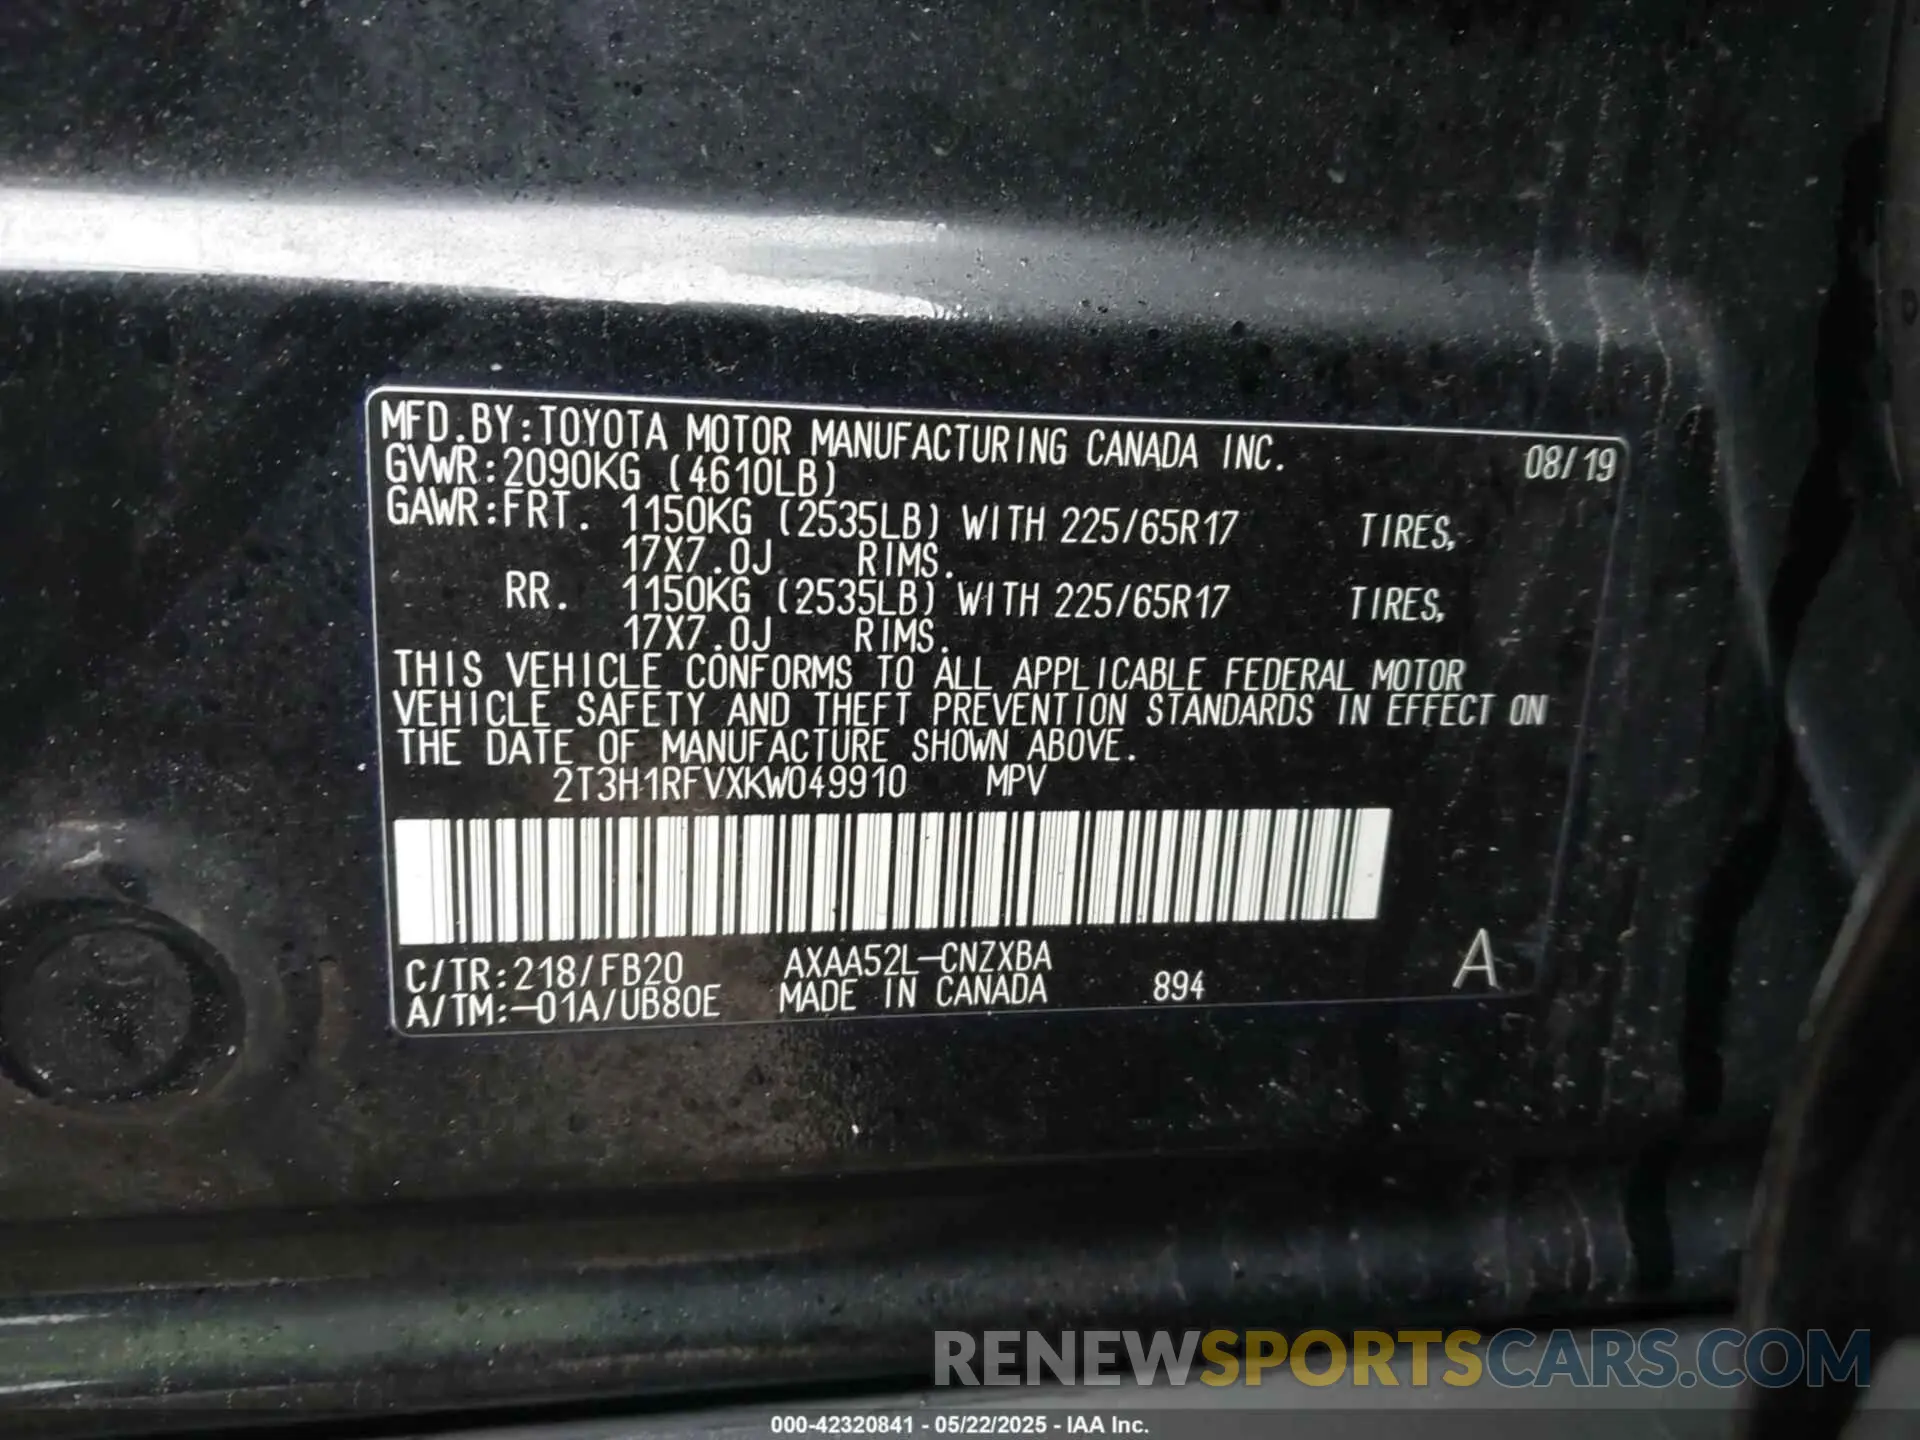 MFD.BY:TOYOTA MOTOR MANUFACTURING CANADA INC. 08/19
GVWR:2090KG (4610LB)
GAWR:FRT. 1150KG (2535LB) WITH 225/65R17 TIRES,
17X7.0J RIMS.
RR. 1150KG (2535LB) WITH 225/65R17 TIRES,
17X7.0J RIMS.
THIS VEHICLE CONFORMS TO ALL APPLICABLE FEDERAL MOTOR
VEHICLE SAFETY AND THEFT PREVENTION STANDARDS IN EFFECT ON
THE DATE OF MANUFACTURE SHOWN ABOVE.
2T3H1RFVXKW049910 MPV
C/TR:218/FB20 AXAA52L-CNZXBA
A/TM:-01A/UB80E MADE IN CANADA 894 A
RENEWSPORTSCARS.COM
000-42320841 - 05/22/2025 - IAA Inc.